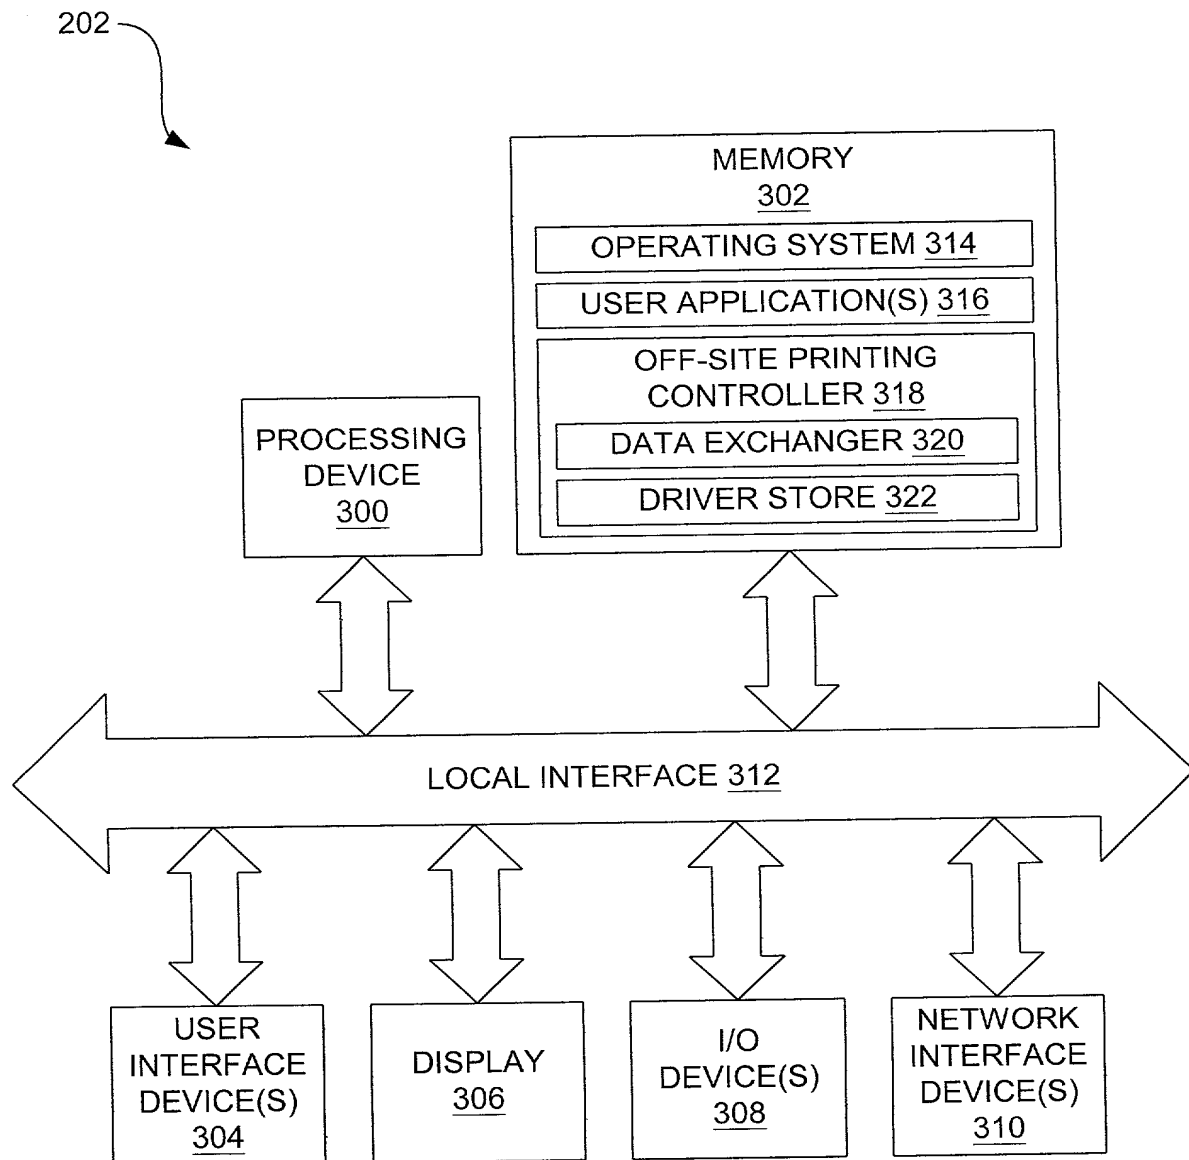 202
MEMORY
302
OPERATING SYSTEM 314
USER APPLICATION(S) 316
OFF-SITE PRINTING
CONTROLLER 318
DATA EXCHANGER 320
DRIVER STORE 322
PROCESSING
DEVICE
300
LOCAL INTERFACE 312
USER
INTERFACE
DEVICE(S)
304
DISPLAY
306
I/O
DEVICE(S)
308
NETWORK
INTERFACE
DEVICE(S)
310